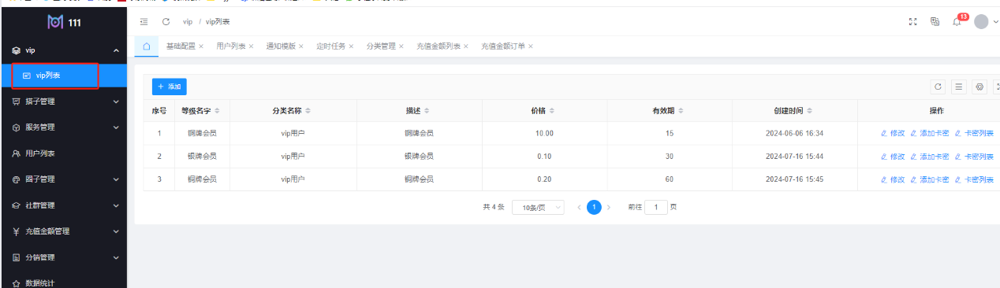 111
vip / vip列表
13
基础配置 × 用户列表 × 通知模版 × 定时任务 × 分类管理 × 充值金额列表 × 充值金额订单 ×
vip
vip列表
搭子管理
服务管理
用户列表
圈子管理
社群管理
充值金额管理
分销管理
数据统计
+ 添加
序号 等级名字 分类名称 描述 价格 有效期 创建时间 操作
1 铜牌会员 vip用户 铜牌会员 10.00 15 2024-06-06 16:34 修改 添加卡密 卡密列表
2 银牌会员 vip用户 银牌会员 0.10 30 2024-07-16 15:44 修改 添加卡密 卡密列表
3 铜牌会员 vip用户 铜牌会员 0.20 60 2024-07-16 15:45 修改 添加卡密 卡密列表
共 4 条 10条/页 1 前往 1 页